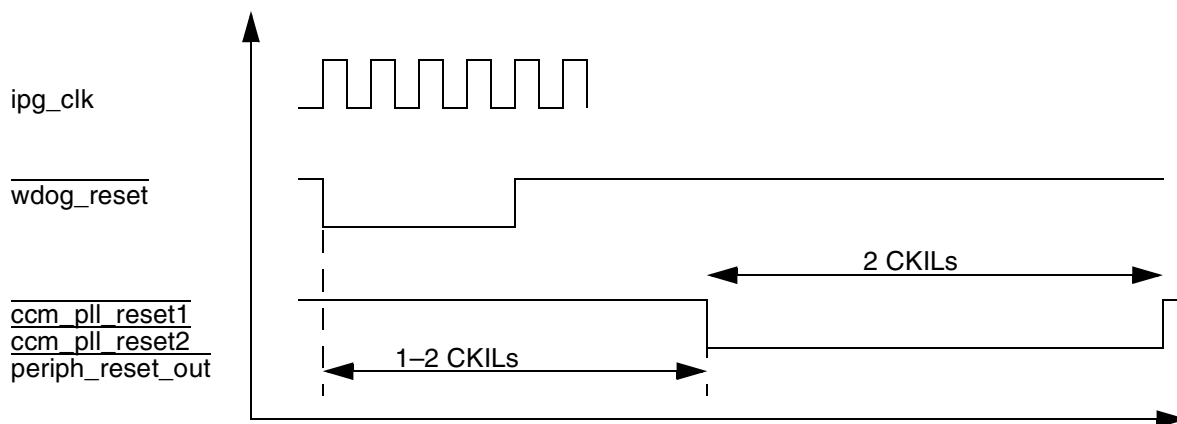 ipg_clk
wdog_reset
2 CKILs
ccm_pll_reset1
ccm_pll_reset2
1–2 CKILs
periph_reset_out